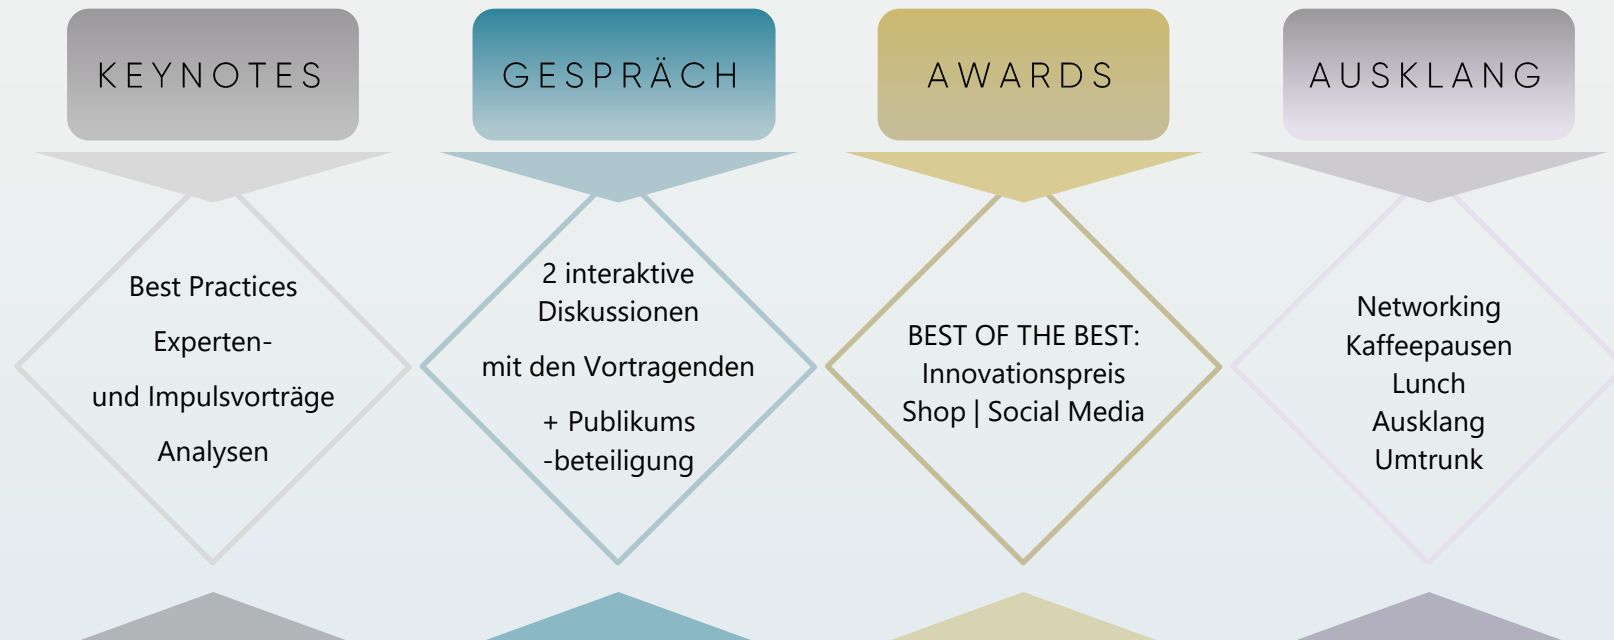 KEYNOTES
Best Practices
Experten-
und Impulsvorträge
Analysen
GESPRÄCH
2 interaktive
Diskussionen
mit den Vortragenden
+ Publikums
-beteiligung
AWARDS
BEST OF THE BEST:
Innovationspreis
Shop | Social Media
AUSKLANG
Networking
Kaffeepausen
Lunch
Ausklang
Umtrunk